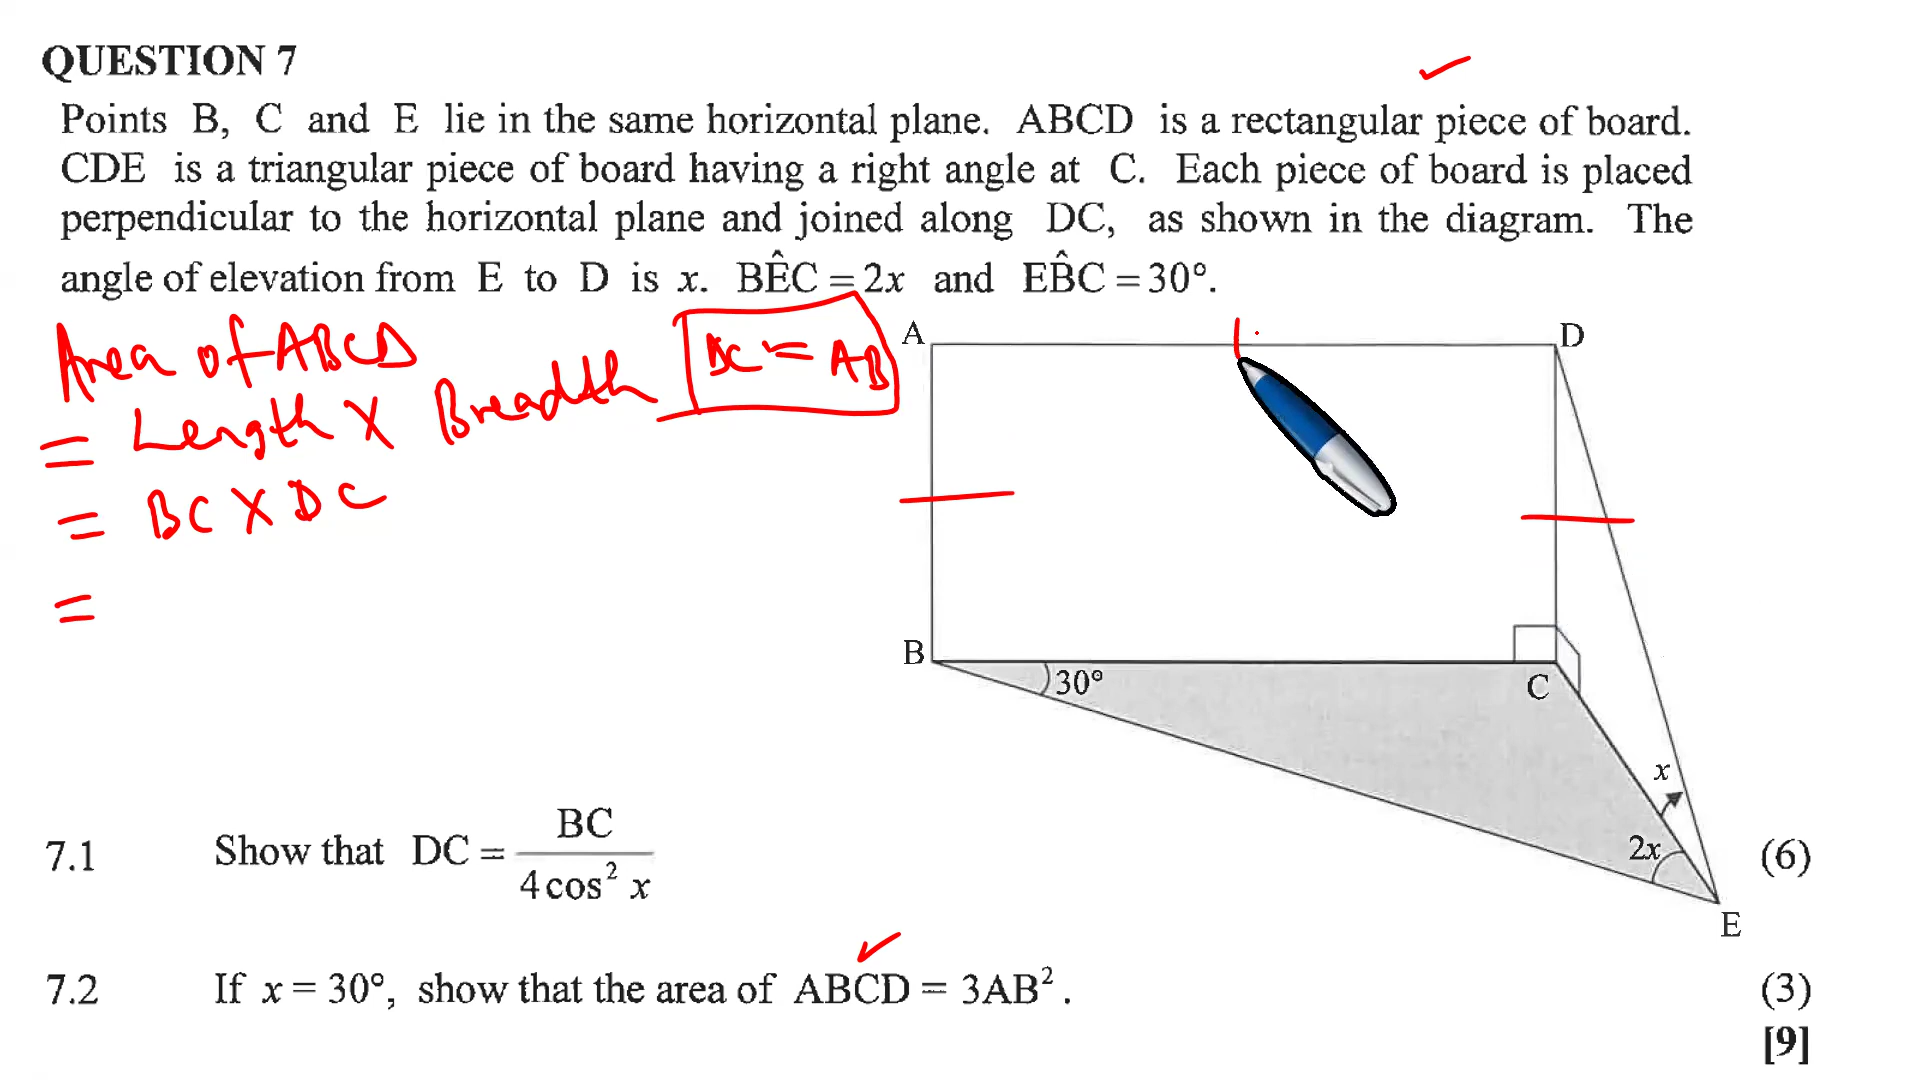 QUESTION 7
Points B, C and E lie in the same horizontal plane. ABCD is a rectangular piece of board.
CDE is a triangular piece of board having a right angle at C. Each piece of board is placed
perpendicular to the horizontal plane and joined along DC, as shown in the diagram. The
angle of elevation from E to D is x. BÊC = 2x and EB̂C = 30°.
Area of ABCD
= Length X Breadth
DC = AB
= BC X DC
=
A
D
B
30°
C
x
2x
E
7.1 Show that DC = BC / 4 cos² x (6)
7.2 If x = 30°, show that the area of ABCD = 3AB². (3)
[9]